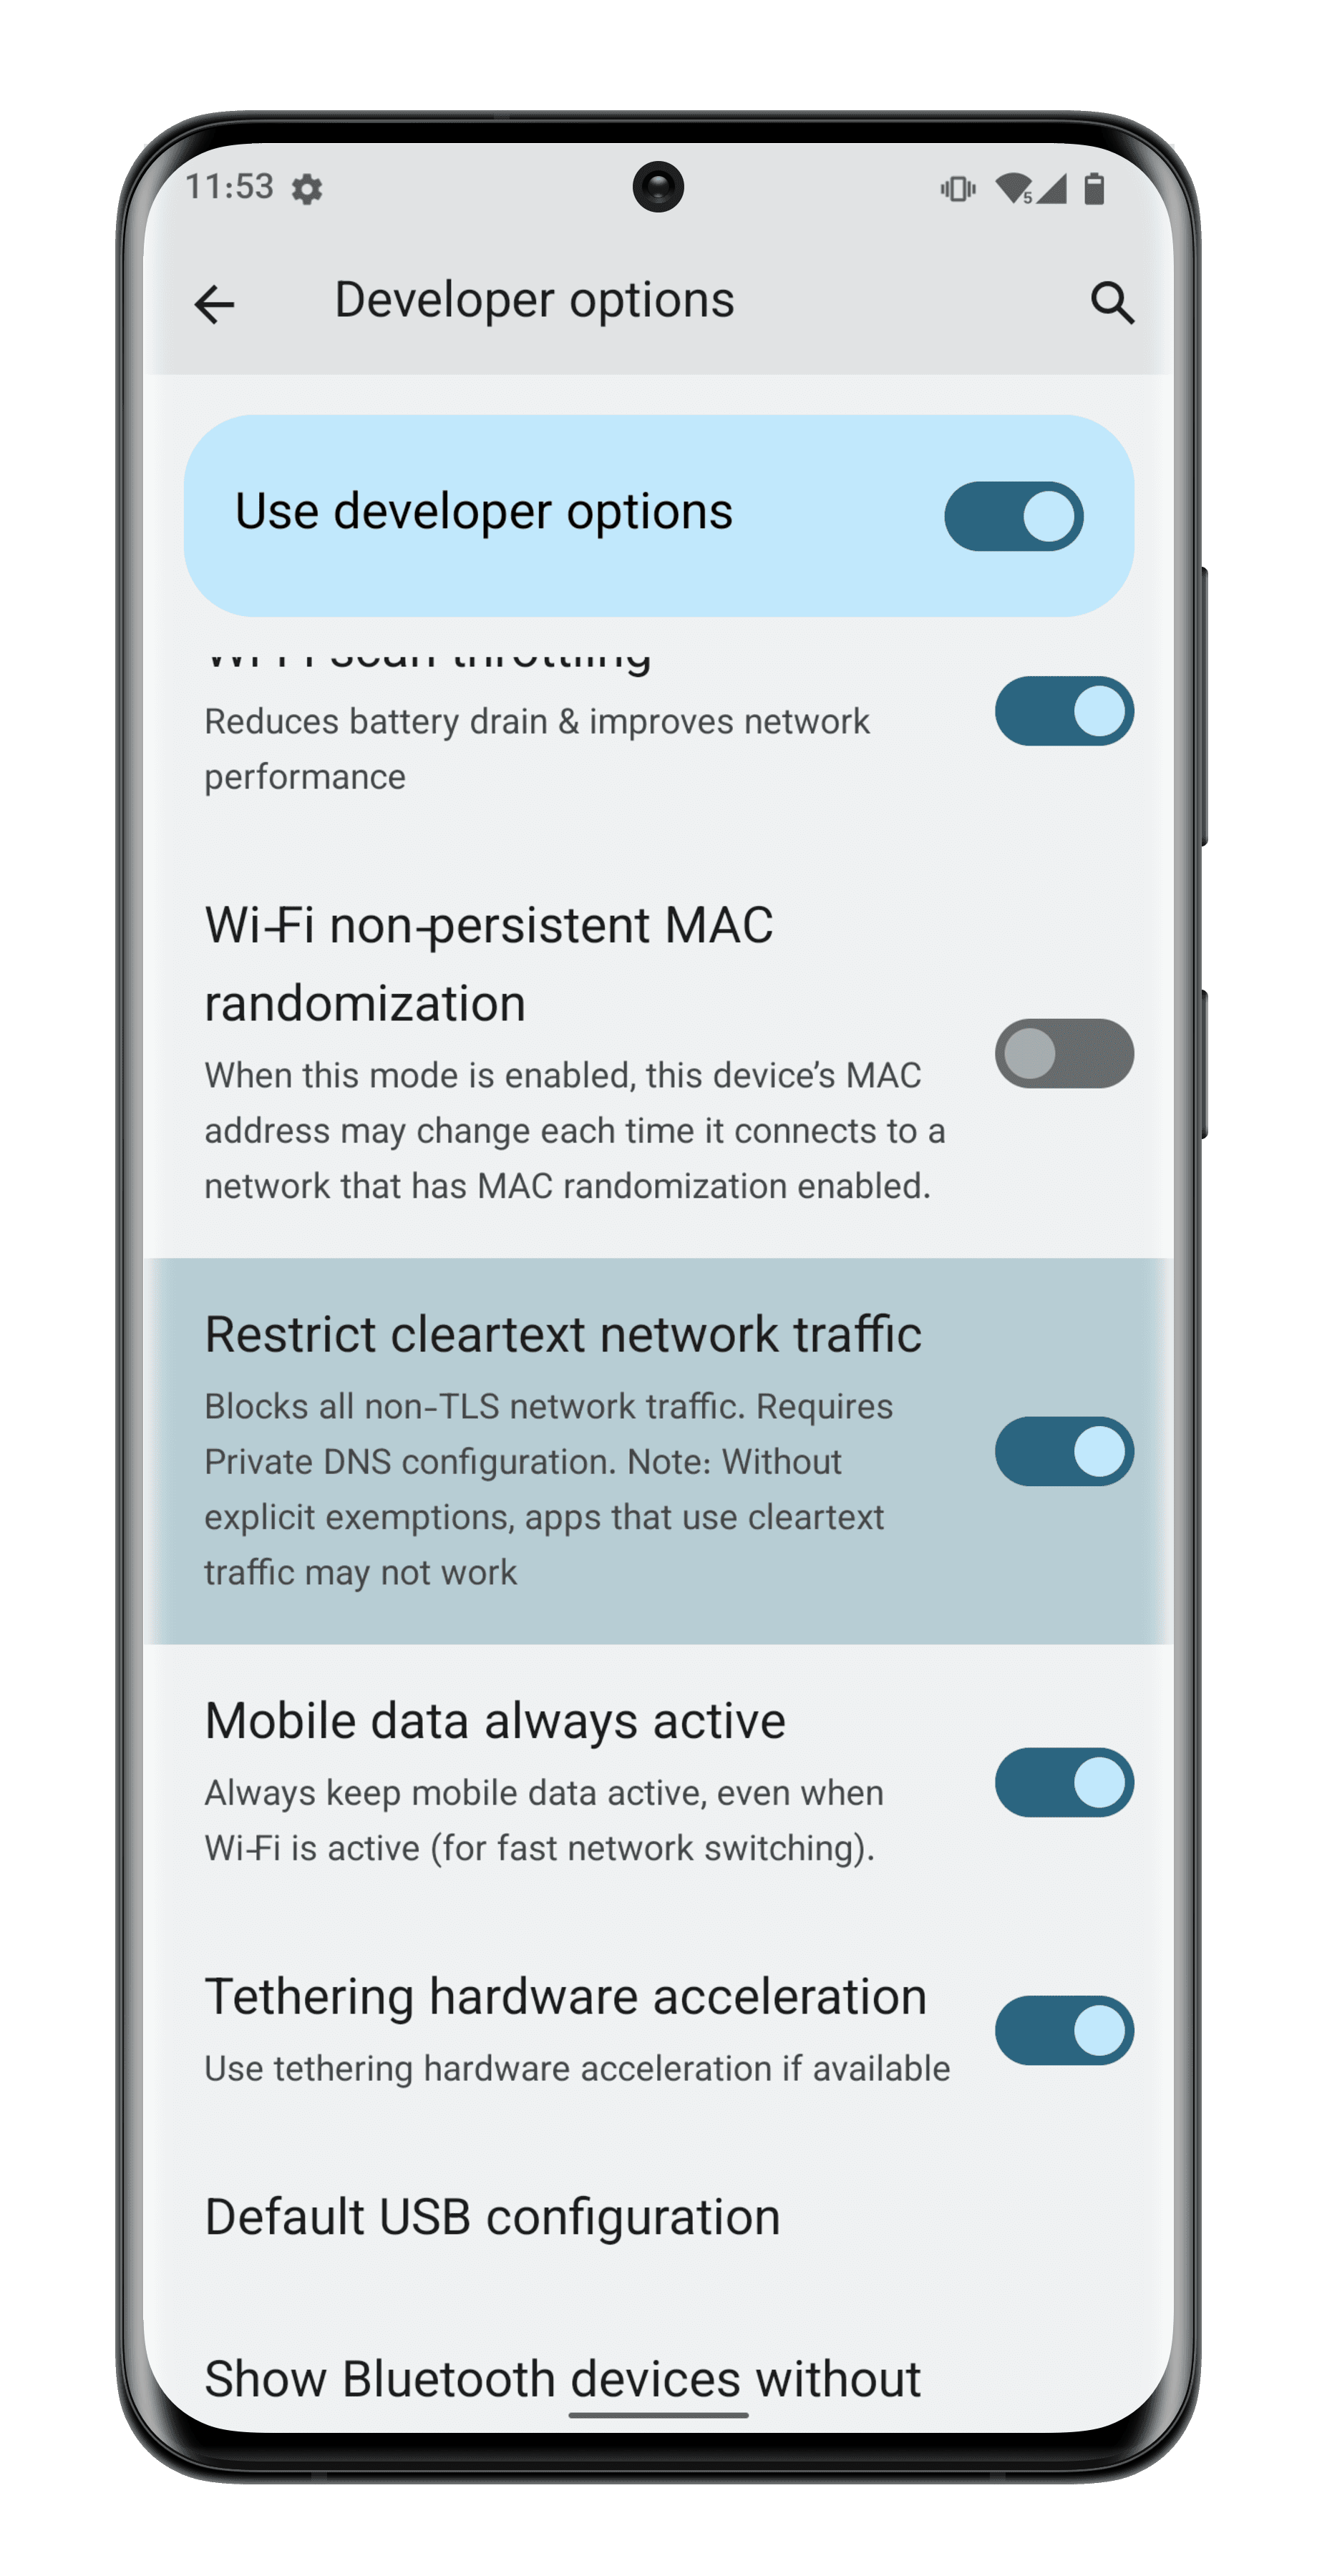 11:53
5
Developer options
Use developer options
Wi-Fi scan throttling
Reduces battery drain & improves network
performance
Wi-Fi non-persistent MAC
randomization
When this mode is enabled, this device’s MAC
address may change each time it connects to a
network that has MAC randomization enabled.
Restrict cleartext network traffic
Blocks all non-TLS network traffic. Requires
Private DNS configuration. Note: Without
explicit exemptions, apps that use cleartext
traffic may not work
Mobile data always active
Always keep mobile data active, even when
Wi-Fi is active (for fast network switching).
Tethering hardware acceleration
Use tethering hardware acceleration if available
Default USB configuration
Show Bluetooth devices without